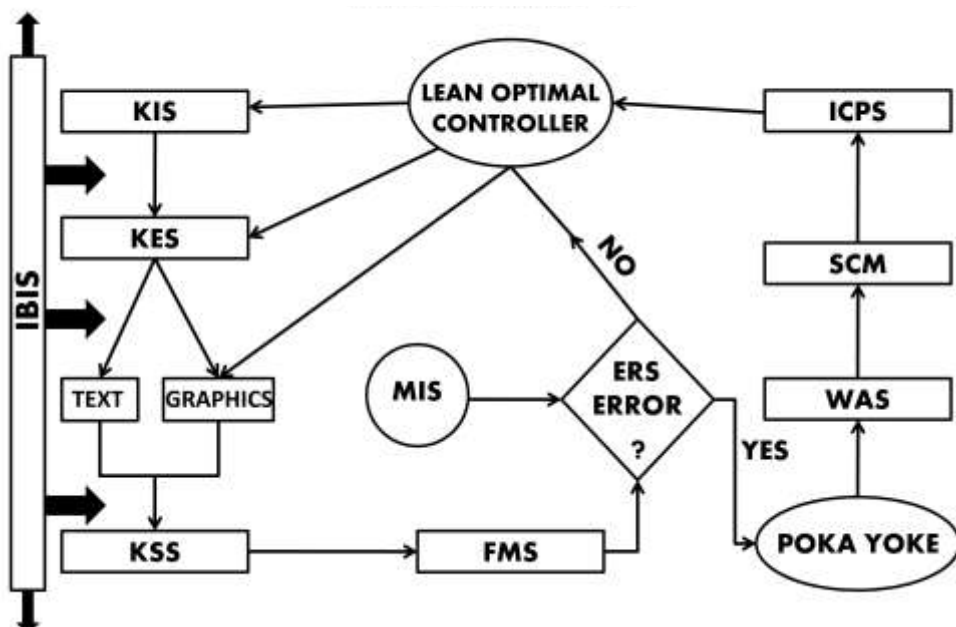 LEAN OPTIMAL
CONTROLLER
KIS
ICPS
KES
NO
SCM
IBIS
TEXT
GRAPHICS
MIS
ERS
ERROR
?
WAS
YES
KSS
FMS
POKA YOKE